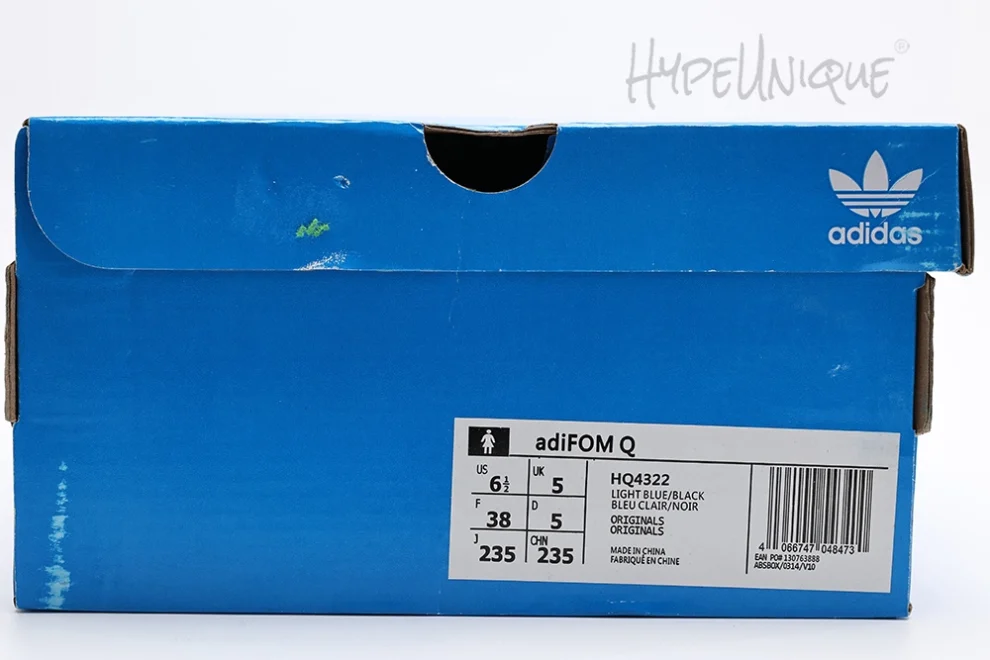 HYPEUNIQUE®
adidas
adiFOM Q
US 6½ UK 5
F 38 D 5
J 235 CHN 235
HQ4322
LIGHT BLUE/BLACK
BLEU CLAIR/NOIR
ORIGINALS
ORIGINALS
MADE IN CHINA
FABRIQUÉ EN CHINE
4 066747 048473
EAN PO# 130763888
ABSBOX/0314/V10